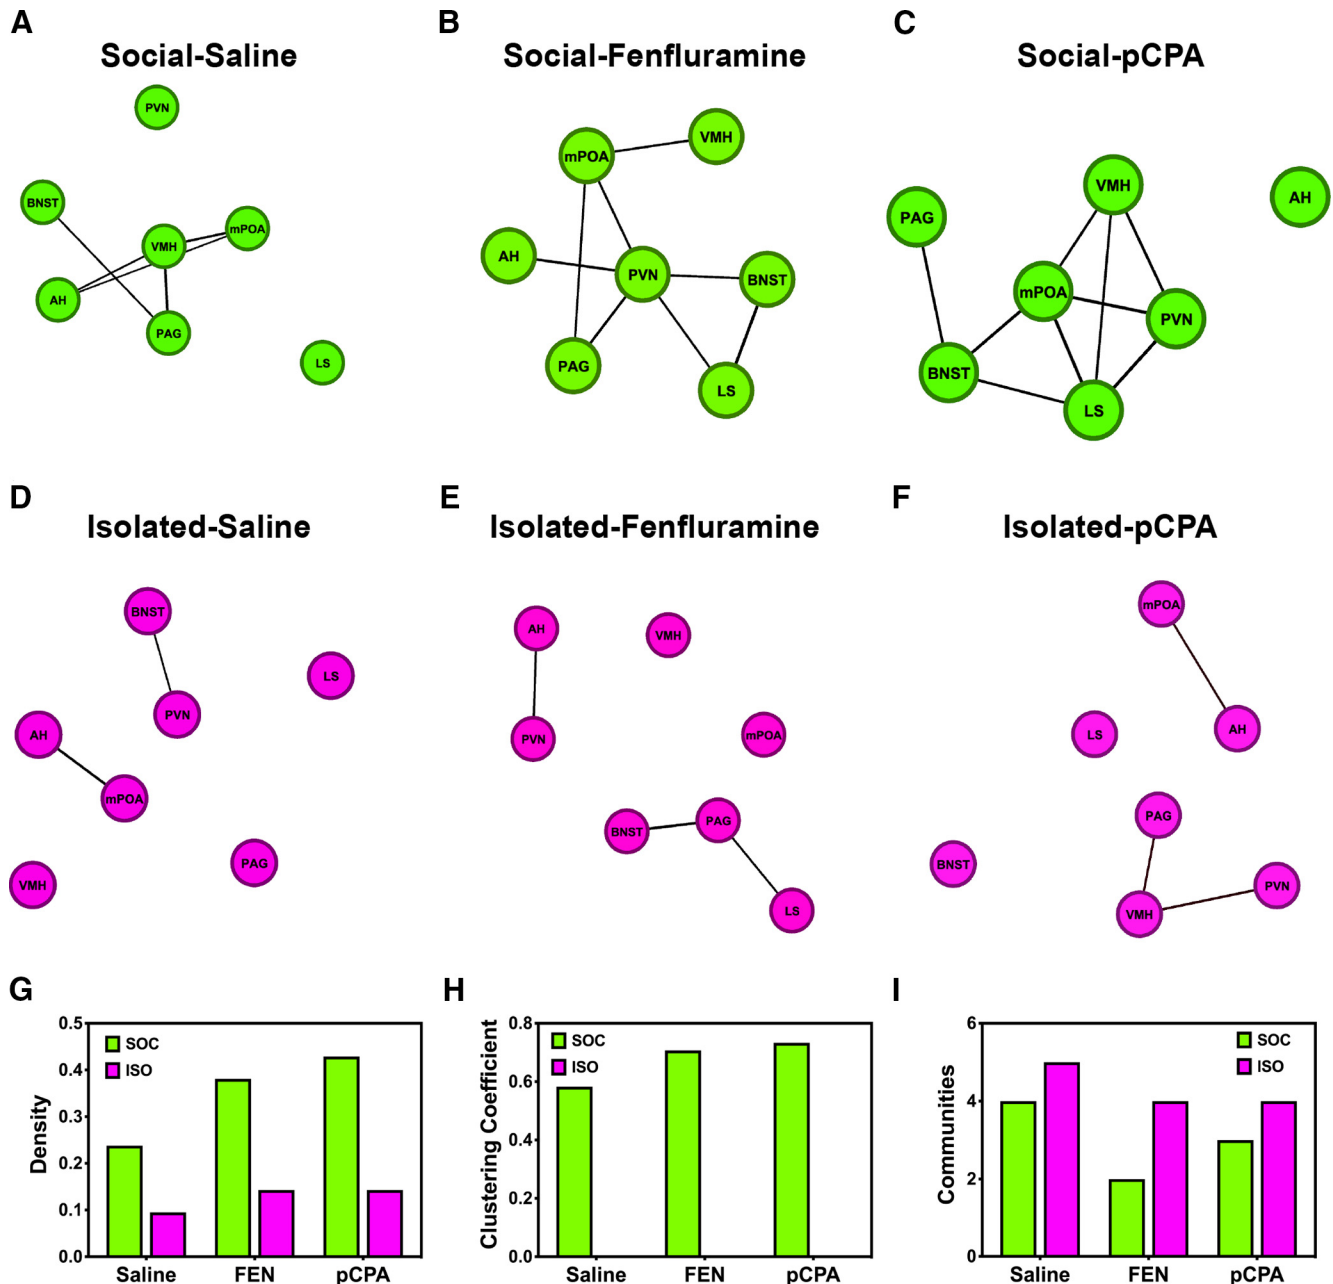 A
B
C
Social-Saline
Social-Fenfluramine
Social-pCPA
PVN
BNST
VMH
mPOA
AH
PAG
LS
mPOA
VMH
AH
PVN
BNST
PAG
LS
VMH
AH
PAG
mPOA
PVN
BNST
LS
D
E
F
Isolated-Saline
Isolated-Fenfluramine
Isolated-pCPA
BNST
LS
PVN
AH
mPOA
PAG
VMH
AH
VMH
PVN
mPOA
BNST
PAG
LS
mPOA
LS
AH
PAG
BNST
PVN
VMH
G
Density
0.5
0.4
0.3
0.2
0.1
0.0
SOC
ISO
Saline FEN pCPA
H
Clustering Coefficient
0.8
0.6
0.4
0.2
0.0
SOC
ISO
Saline FEN pCPA
I
Communities
6
4
2
0
SOC
ISO
Saline FEN pCPA